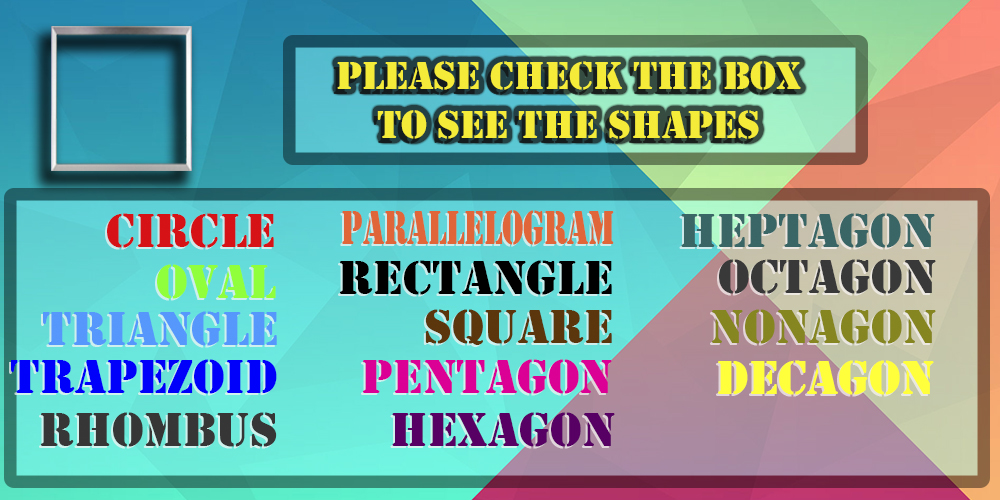 PLEASE CHECK THE BOX
TO SEE THE SHAPES
CIRCLE
OVAL
TRIANGLE
TRAPEZOID
RHOMBUS
PARALLELOGRAM
RECTANGLE
SQUARE
PENTAGON
HEXAGON
HEPTAGON
OCTAGON
NONAGON
DECAGON